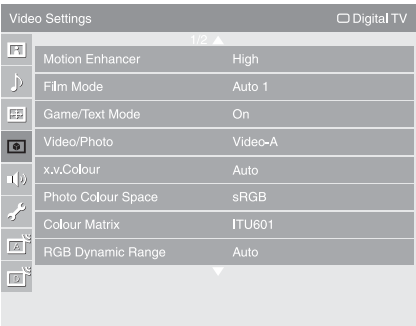 Video Settings Digital TV
1/2
Motion Enhancer High
Film Mode Auto 1
Game/Text Mode On
Video/Photo Video-A
x.v.Colour Auto
Photo Colour Space sRGB
Colour Matrix ITU601
RGB Dynamic Range Auto
A
D